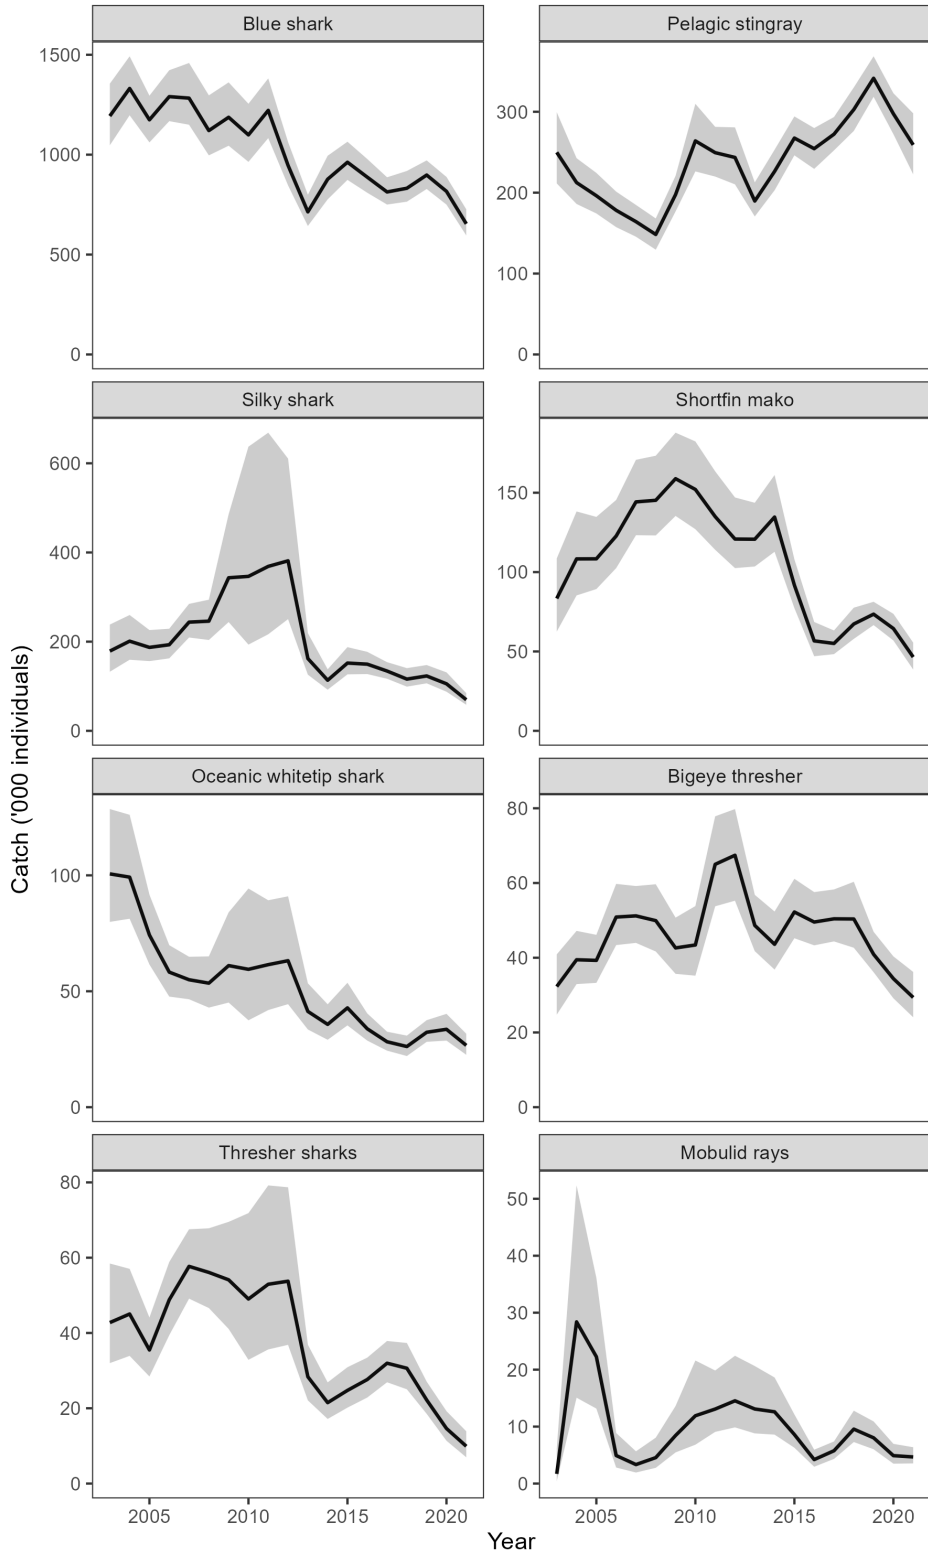 Blue shark
Pelagic stingray
1500
1000
500
0
300
200
100
0
Silky shark
Shortfin mako
600
400
200
0
150
100
50
0
Oceanic whitetip shark
Bigeye thresher
100
50
0
80
60
40
20
0
Thresher sharks
Mobulid rays
80
60
40
20
0
50
40
30
20
10
0
2005 2010 2015 2020
2005 2010 2015 2020
Catch ('000 individuals)
Year